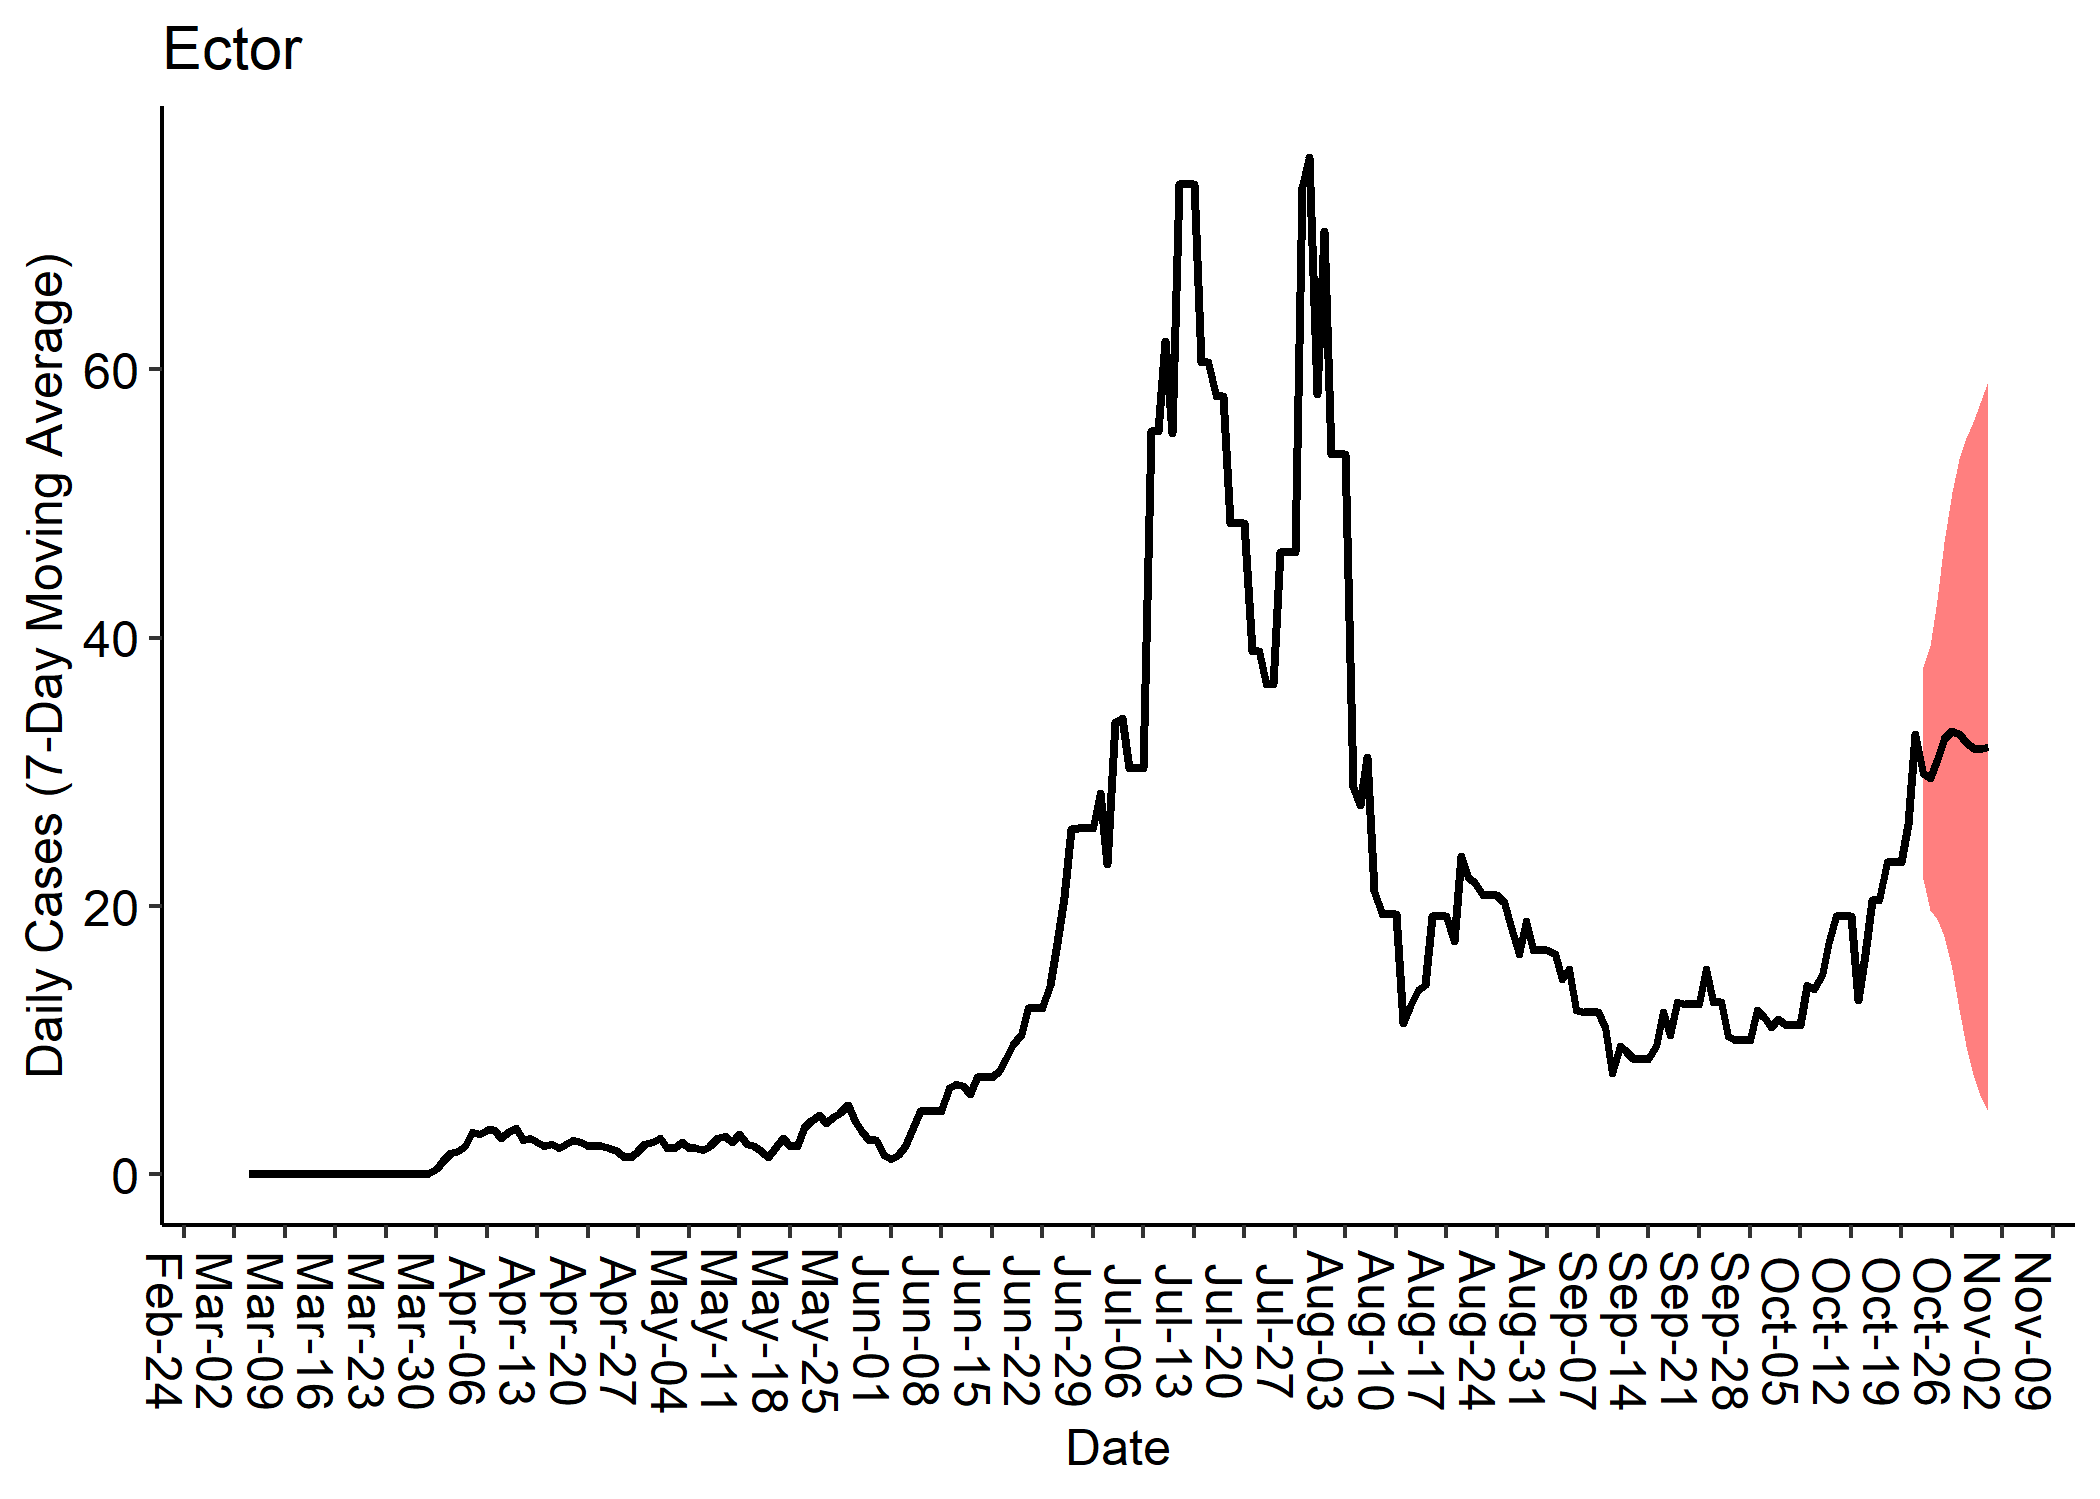 Ector
Daily Cases (7-Day Moving Average)
60
40
20
0
Feb-24
Mar-02
Mar-09
Mar-16
Mar-23
Mar-30
Apr-06
Apr-13
Apr-20
Apr-27
May-04
May-11
May-18
May-25
Jun-01
Jun-08
Jun-15
Jun-22
Jun-29
Jul-06
Jul-13
Jul-20
Jul-27
Aug-03
Aug-10
Aug-17
Aug-24
Aug-31
Sep-07
Sep-14
Sep-21
Sep-28
Oct-05
Oct-12
Oct-19
Oct-26
Nov-02
Nov-09
Date